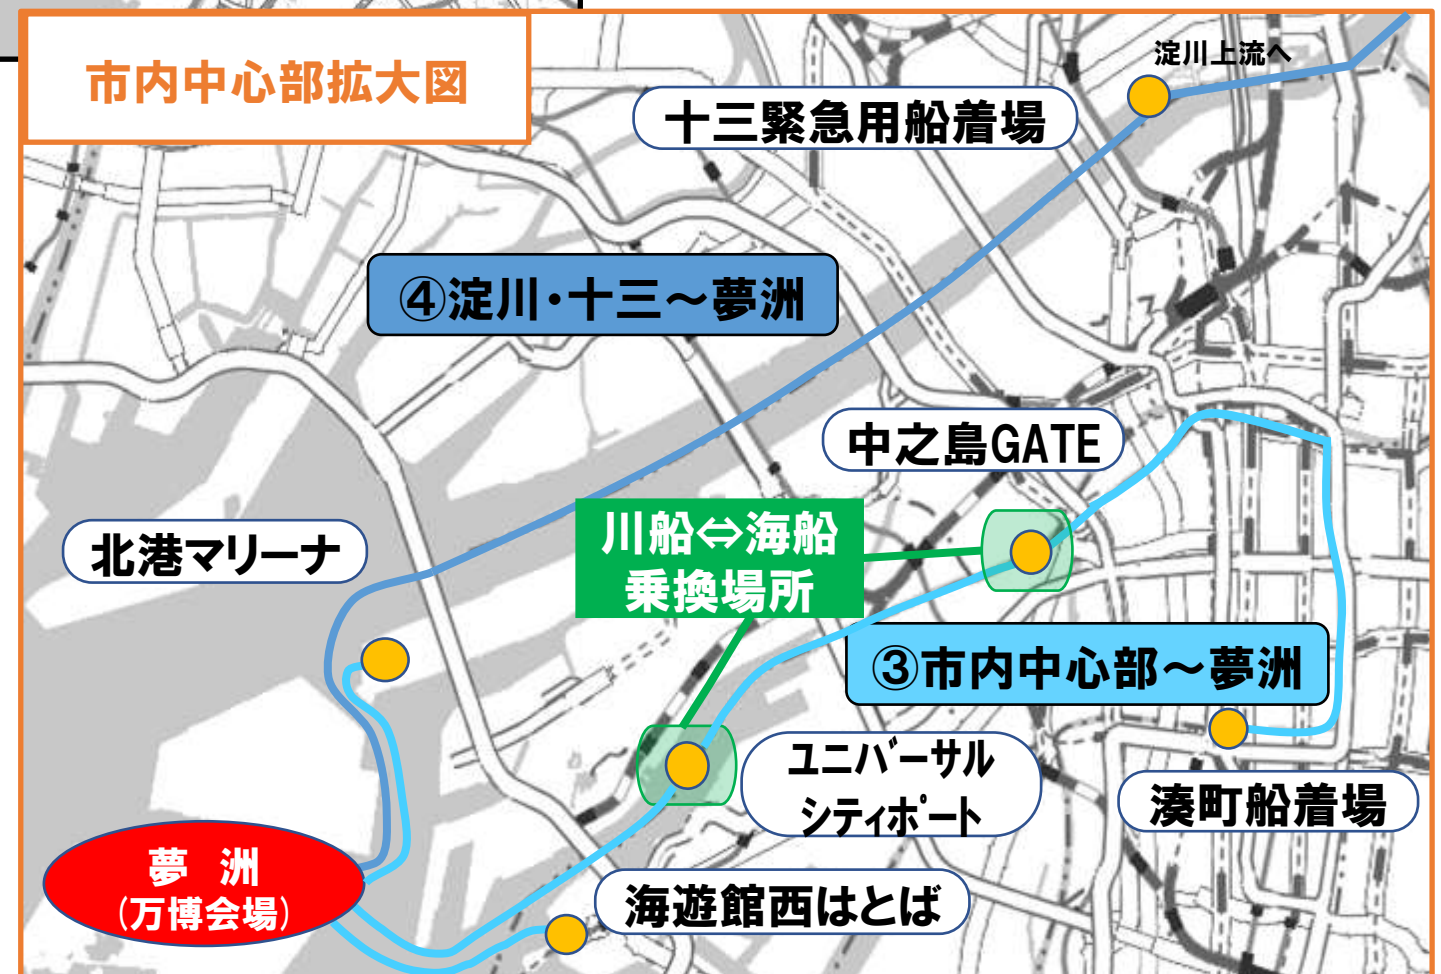 市内中心部拡大図
淀川上流へ
十三緊急用船着場
④淀川・十三～夢洲
中之島GATE
川船⇔海船
乗換場所
北港マリーナ
③市内中心部～夢洲
ユニバーサル
シティポート
湊町船着場
夢 洲
(万博会場)
海遊館西はとば